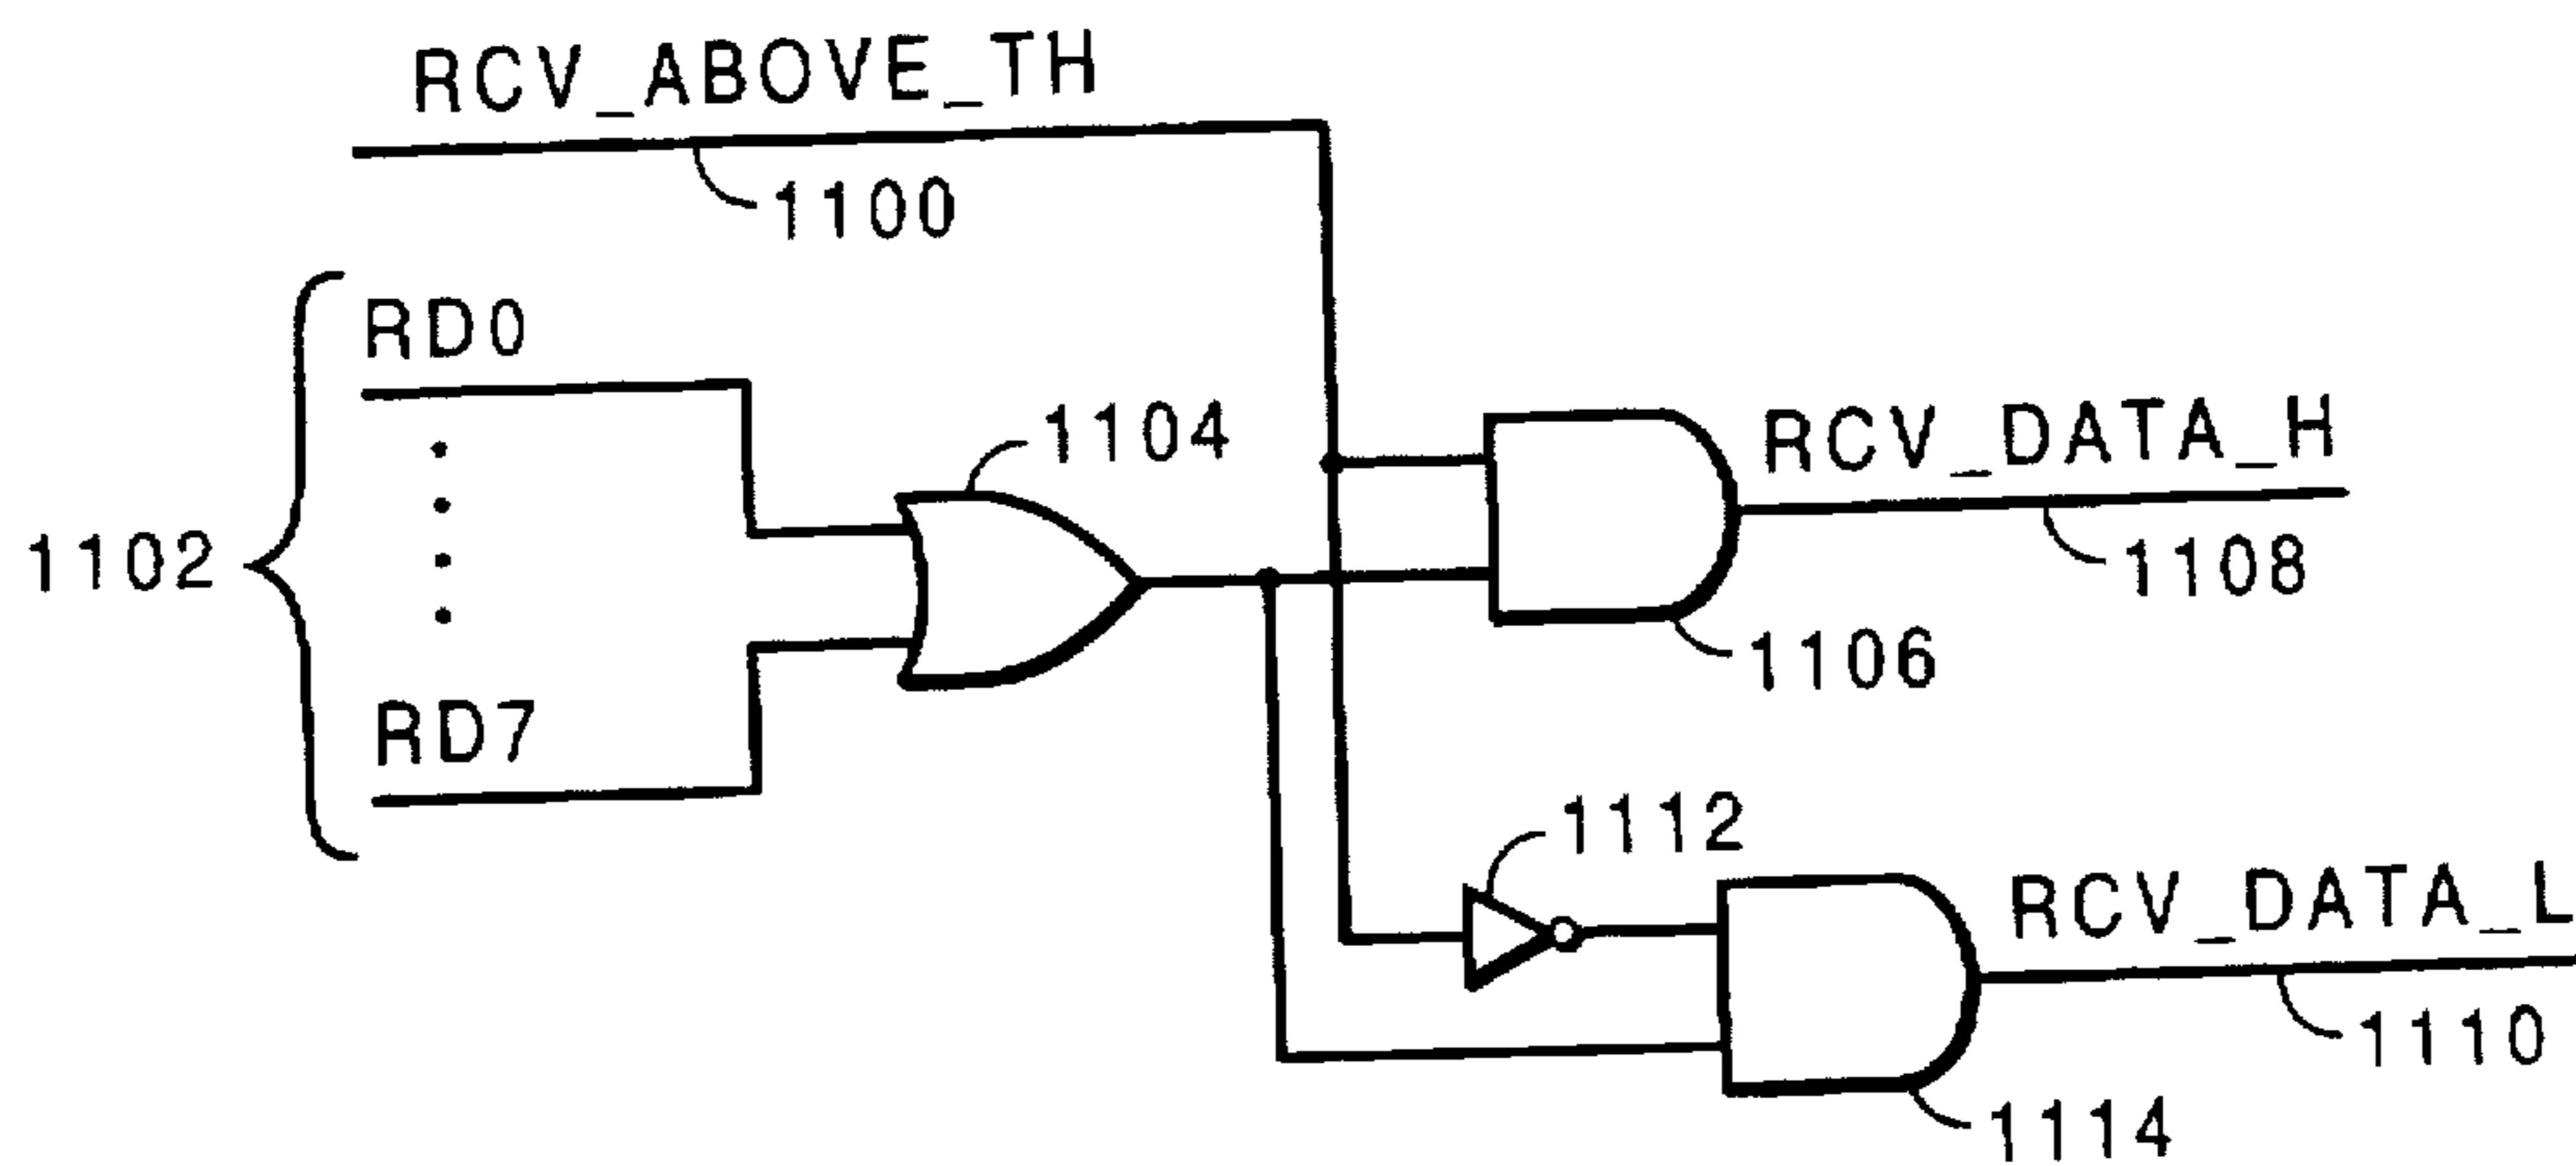 RCV_ABOVE_TH
1100
RD0
1104
RCV_DATA_H
1102
1108
1106
RD7
1112
RCV_DATA_L
1110
1114